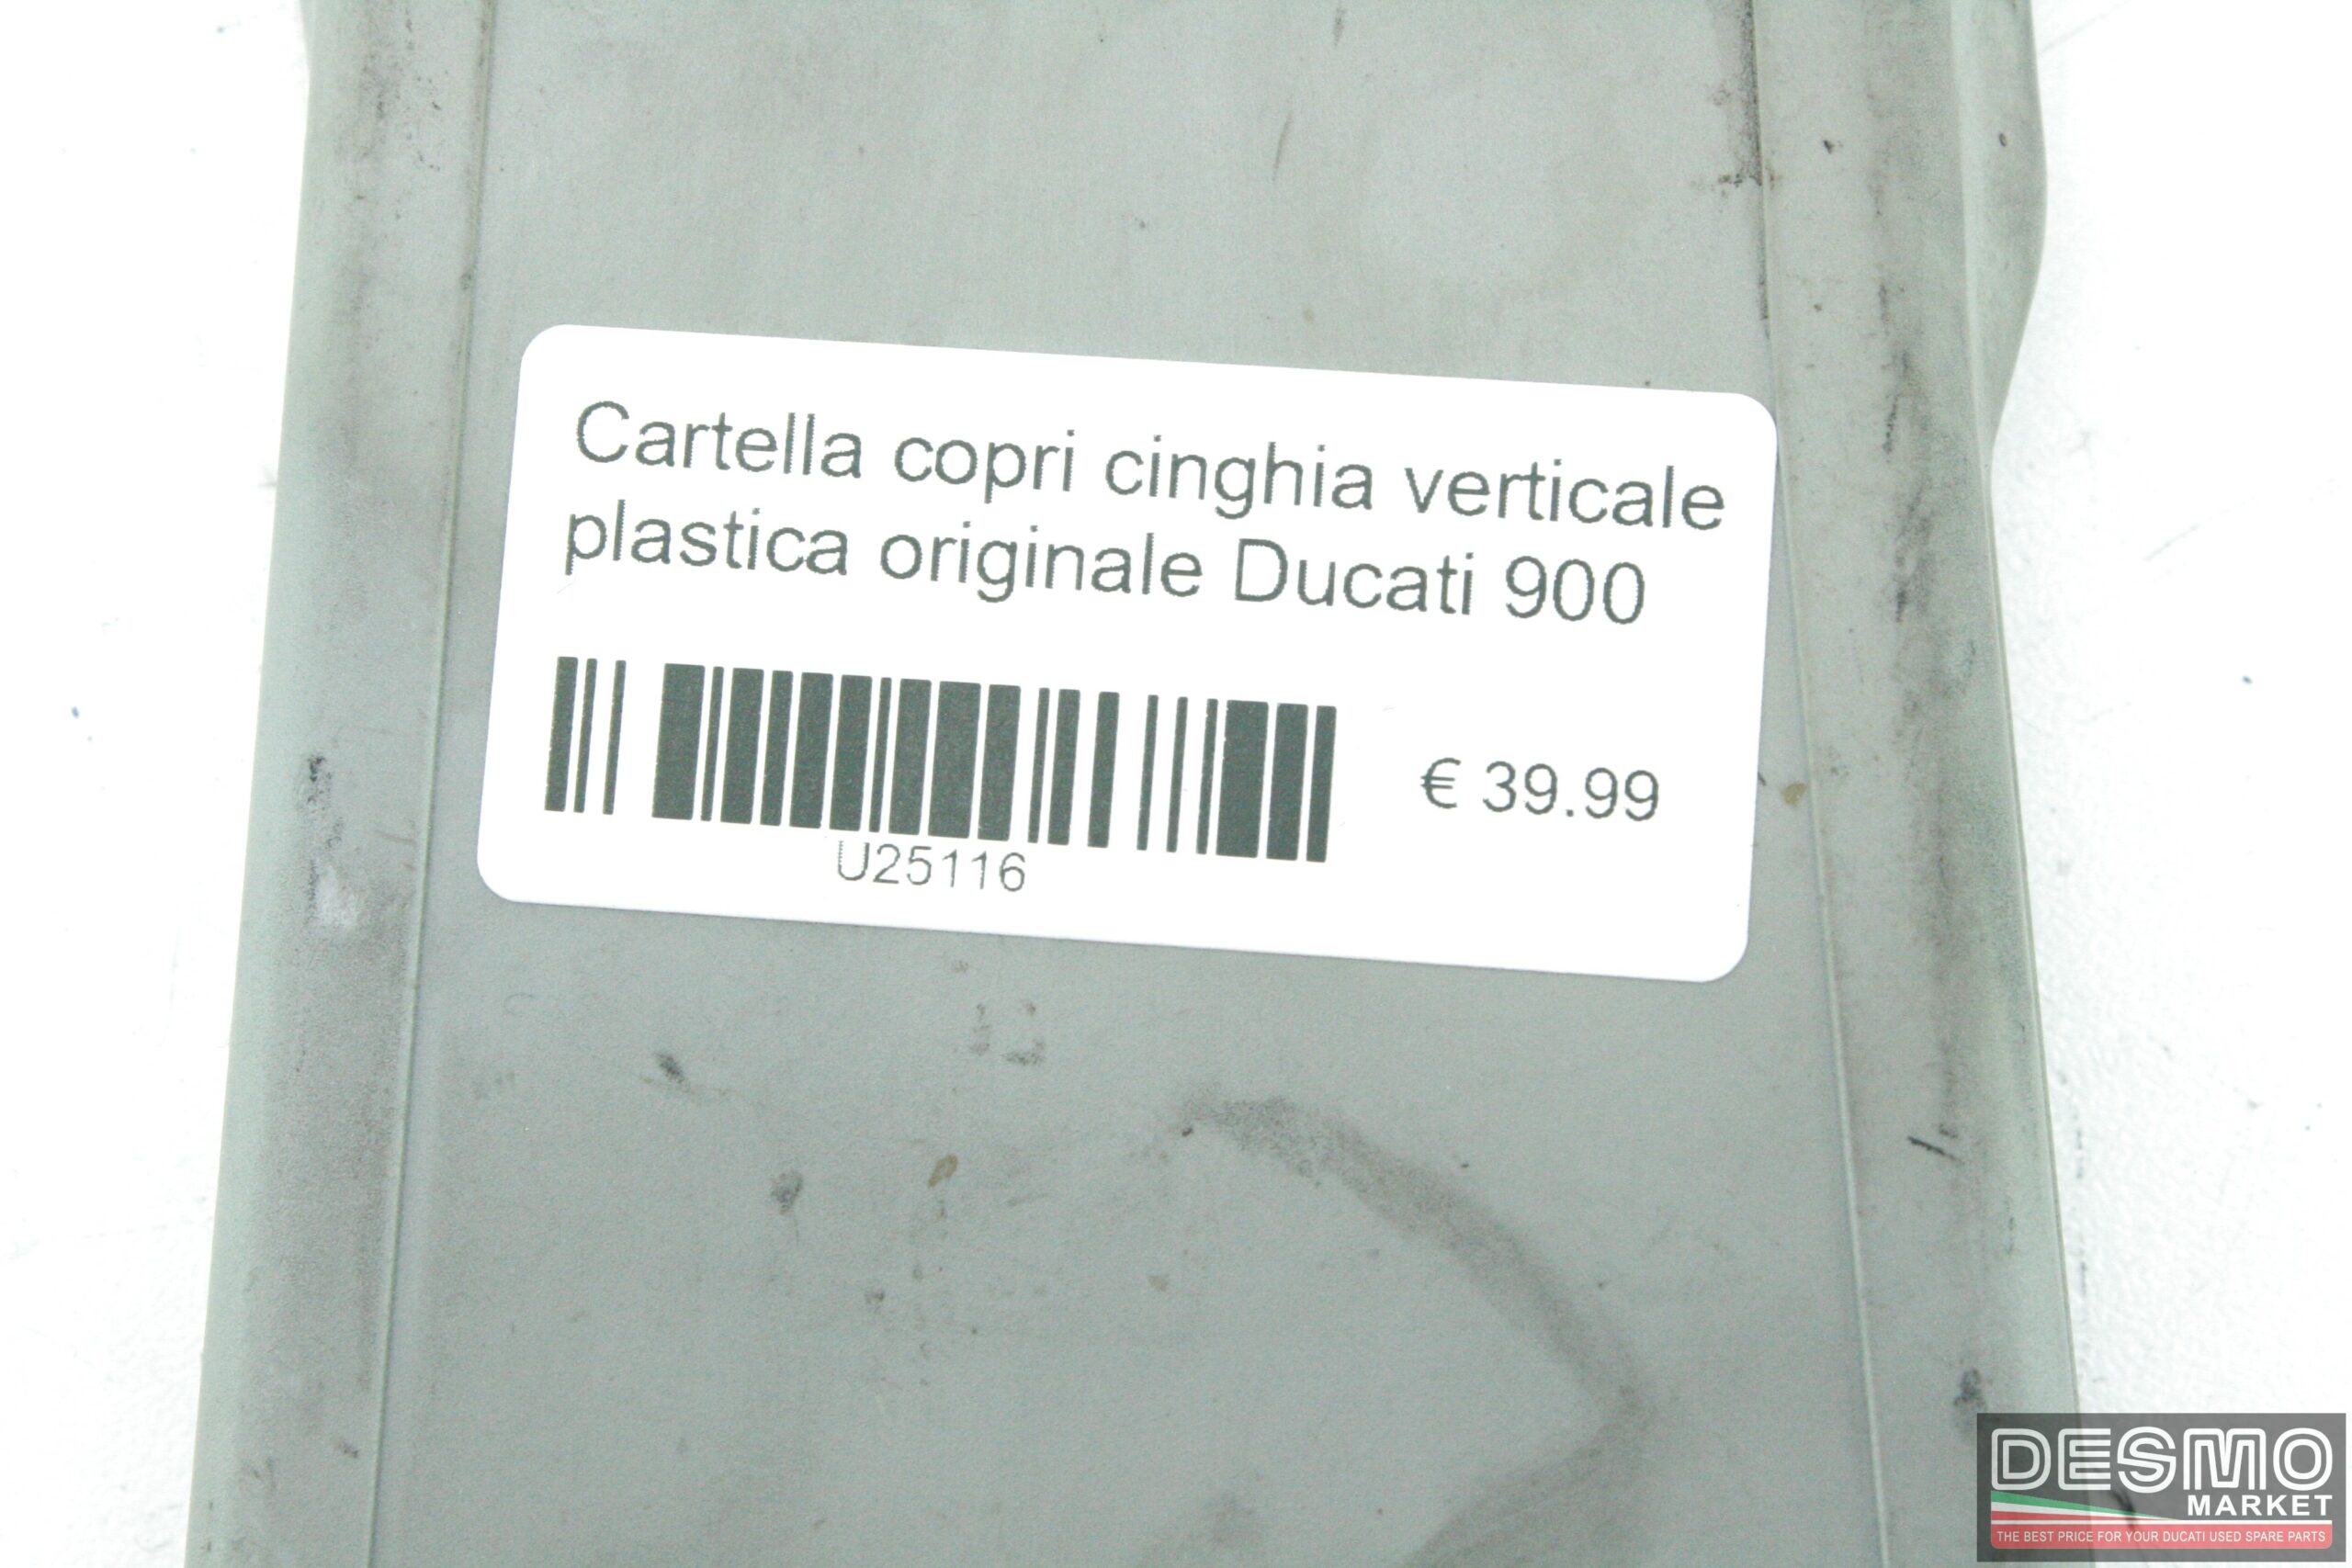 Cartella copri cinghia verticale
plastica originale Ducati 900
€ 39.99
U25116
DESMO
MARKET
THE BEST PRICE FOR YOUR DUCATI USED SPARE PARTS